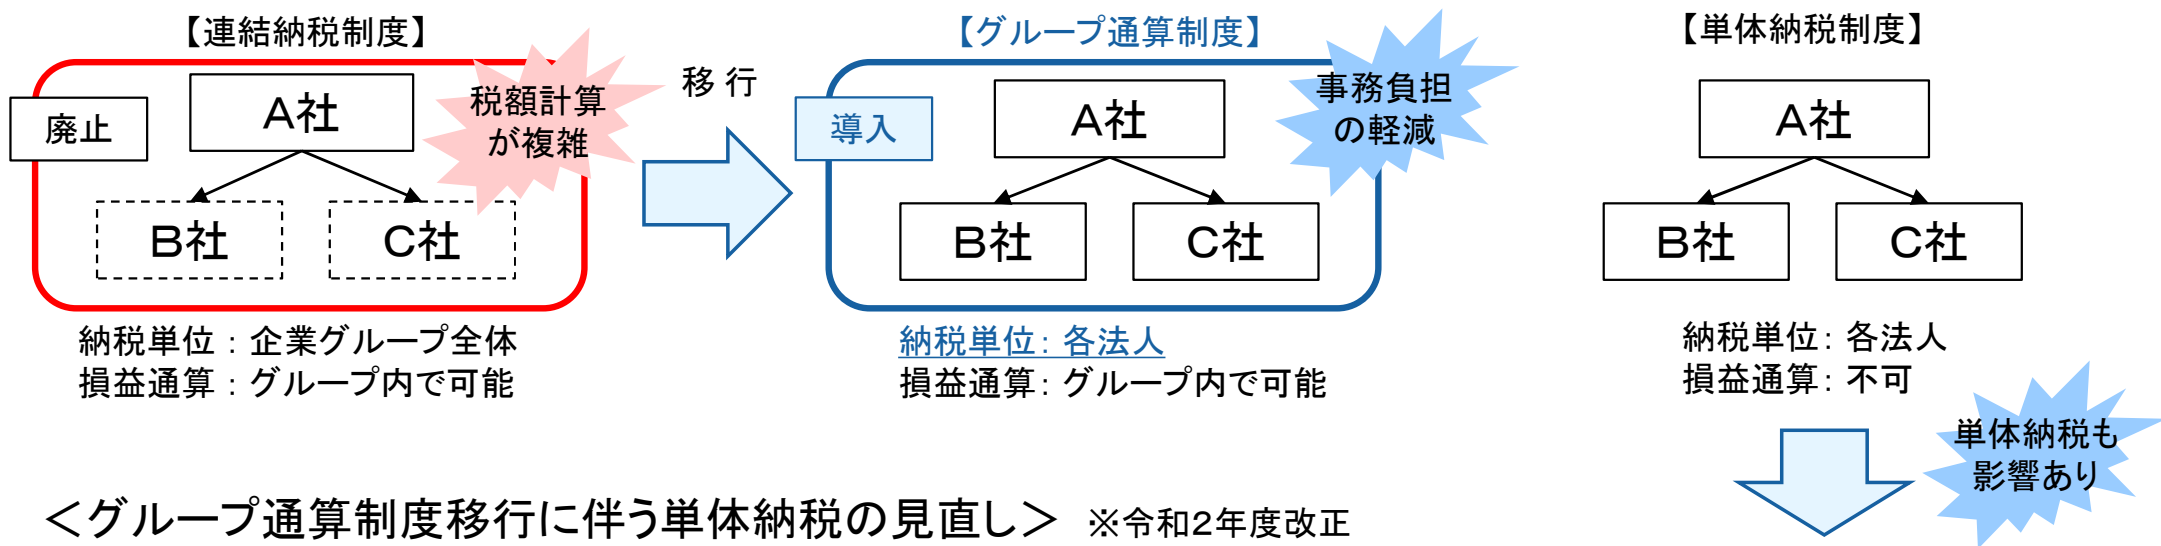 【連結納税制度】
廃止
A社
税額計算
が複雑
B社
C社
納税単位：企業グループ全体
損益通算：グループ内で可能
移 行
【グループ通算制度】
導入
A社
事務負担
の軽減
B社
C社
納税単位：各法人
損益通算：グループ内で可能
【単体納税制度】
A社
B社
C社
納税単位：各法人
損益通算：不可
単体納税も
影響あり
＜グループ通算制度移行に伴う単体納税の見直し＞ ※令和2年度改正